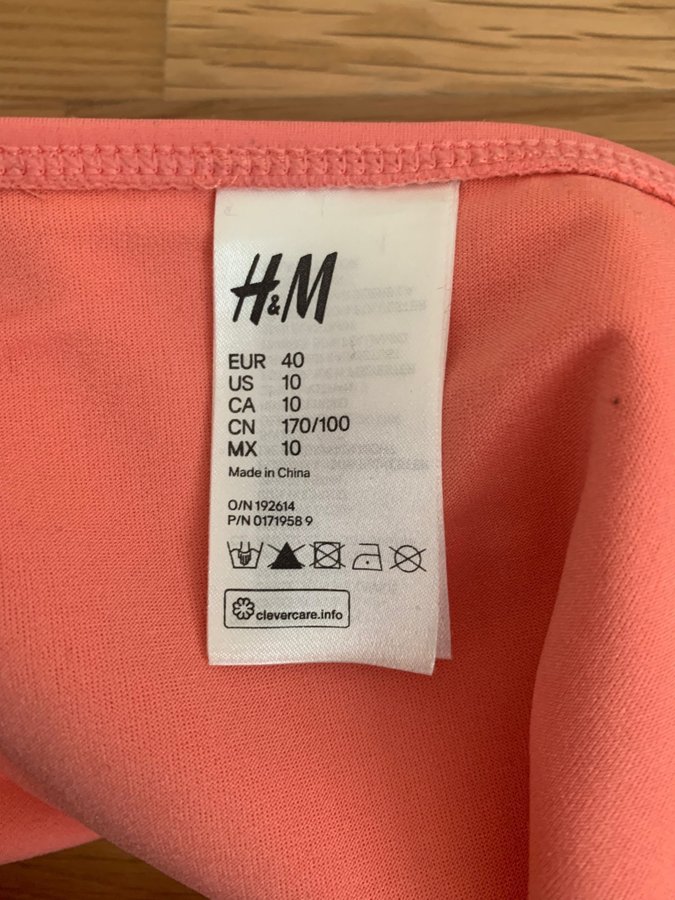 H&M
EUR 40
US 10
CA 10
CN 170/100
MX 10
Made in China
O/N 192614
P/N 0171958 9
clevercare.info